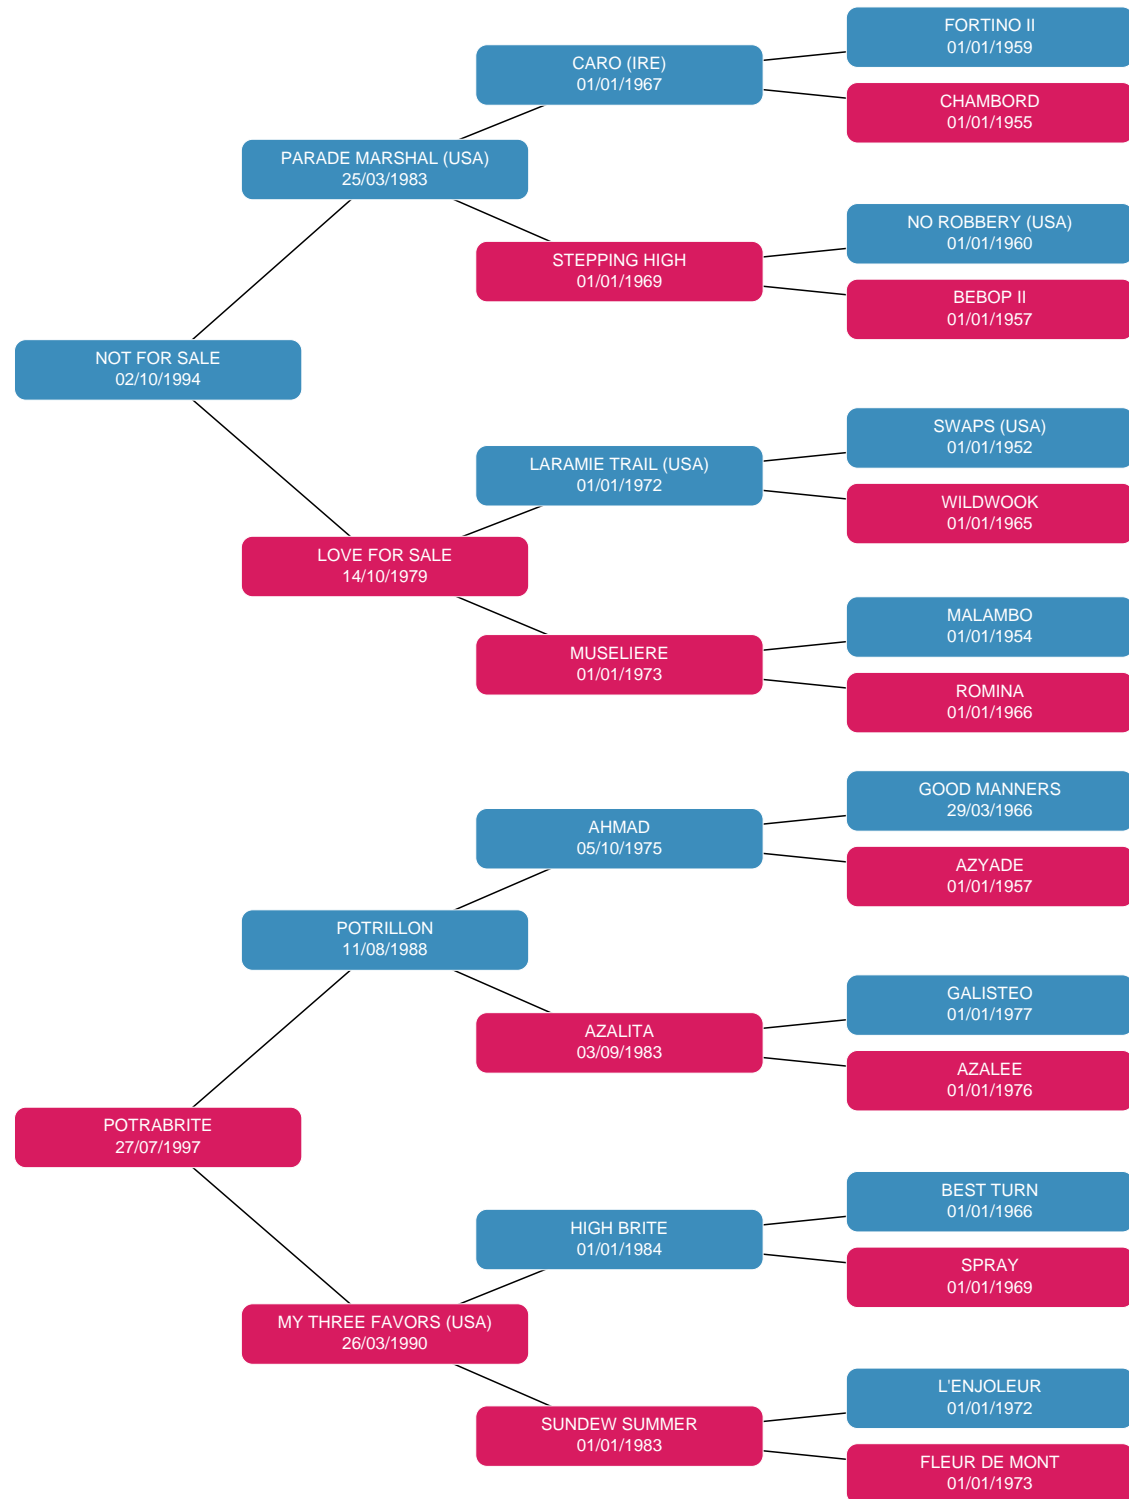 FORTINO II
01/01/1959
CARO (IRE)
01/01/1967
CHAMBORD
01/01/1955
PARADE MARSHAL (USA)
25/03/1983
NO ROBBERY (USA)
01/01/1960
STEPPING HIGH
01/01/1969
BEBOP II
01/01/1957
NOT FOR SALE
02/10/1994
SWAPS (USA)
01/01/1952
LARAMIE TRAIL (USA)
01/01/1972
WILDWOOK
01/01/1965
LOVE FOR SALE
14/10/1979
MALAMBO
01/01/1954
MUSELIERE
01/01/1973
ROMINA
01/01/1966
GOOD MANNERS
29/03/1966
AHMAD
05/10/1975
AZYADE
01/01/1957
POTRILLON
11/08/1988
GALISTEO
01/01/1977
AZALITA
03/09/1983
AZALEE
01/01/1976
POTRABRITE
27/07/1997
BEST TURN
01/01/1966
HIGH BRITE
01/01/1984
SPRAY
01/01/1969
MY THREE FAVORS (USA)
26/03/1990
L'ENJOLEUR
01/01/1972
SUNDEW SUMMER
01/01/1983
FLEUR DE MONT
01/01/1973